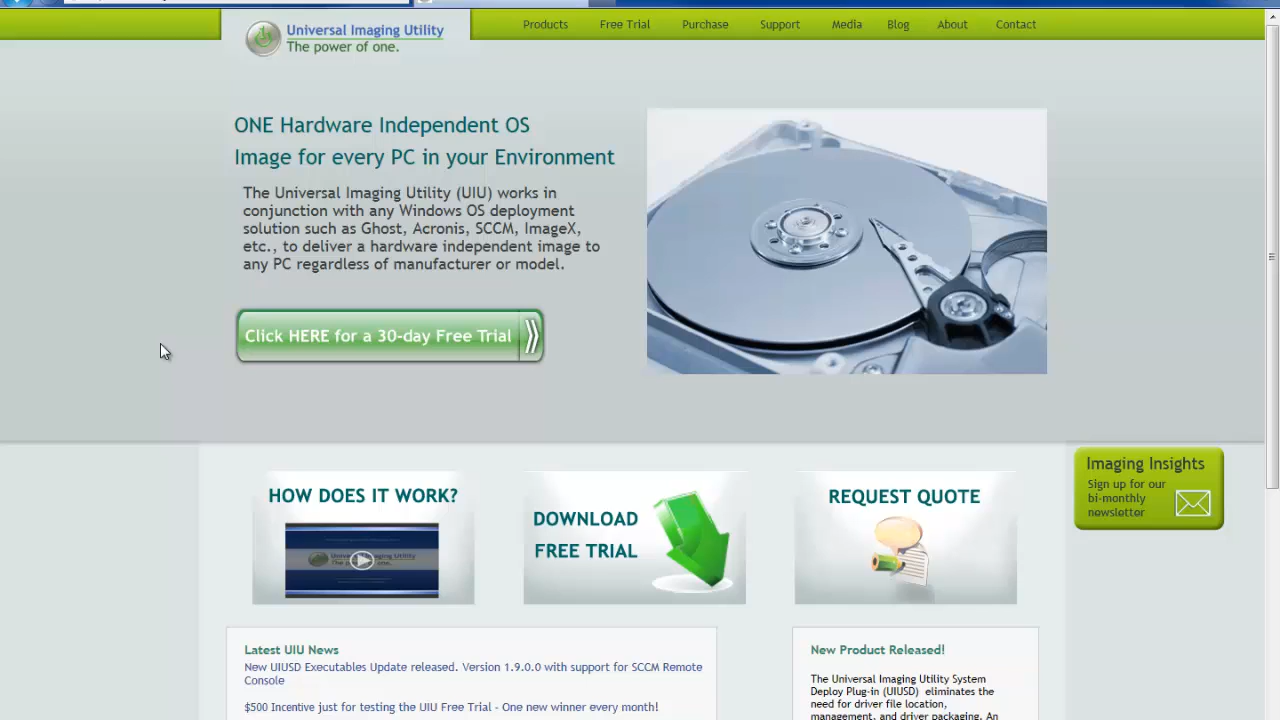 Universal Imaging Utility
The power of one.
Products Free Trial Purchase Support Media Blog About Contact
ONE Hardware Independent OS
Image for every PC in your Environment
The Universal Imaging Utility (UIU) works in
conjunction with any Windows OS deployment
solution such as Ghost, Acronis, SCCM, ImageX,
etc., to deliver a hardware independent image to
any PC regardless of manufacturer or model.
Click HERE for a 30-day Free Trial
Imaging Insights
Sign up for our
bi-monthly
newsletter
HOW DOES IT WORK?
Universal Imaging Utility
The power of one.
DOWNLOAD
FREE TRIAL
REQUEST QUOTE
Latest UIU News
New UIUSD Executables Update released. Version 1.9.0.0 with support for SCCM Remote
Console
$500 Incentive just for testing the UIU Free Trial - One new winner every month!
New Product Released!
The Universal Imaging Utility System
Deploy Plug-in (UIUSD) eliminates the
need for driver file location,
management, and driver packaging. An